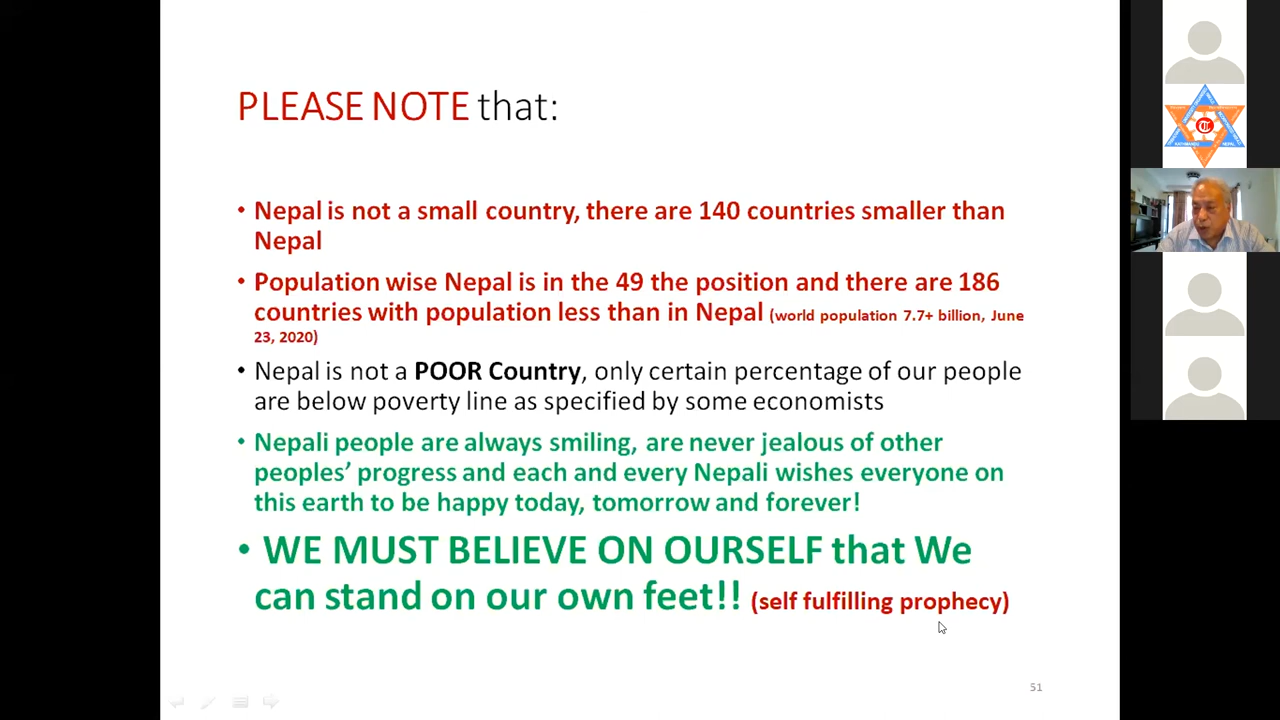 PLEASE NOTE that:
• Nepal is not a small country, there are 140 countries smaller than
Nepal
• Population wise Nepal is in the 49 the position and there are 186
countries with population less than in Nepal (world population 7.7+ billion, June
23, 2020)
• Nepal is not a POOR Country, only certain percentage of our people
are below poverty line as specified by some economists
• Nepali people are always smiling, are never jealous of other
peoples’ progress and each and every Nepali wishes everyone on
this earth to be happy today, tomorrow and forever!
• WE MUST BELIEVE ON OURSELF that We
can stand on our own feet!! (self fulfilling prophecy)
51